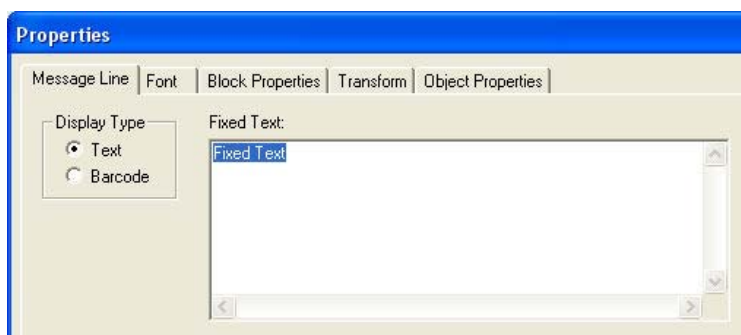 Properties
Message Line Font Block Properties Transform Object Properties
Display Type Fixed Text:
Text Fixed Text
Barcode